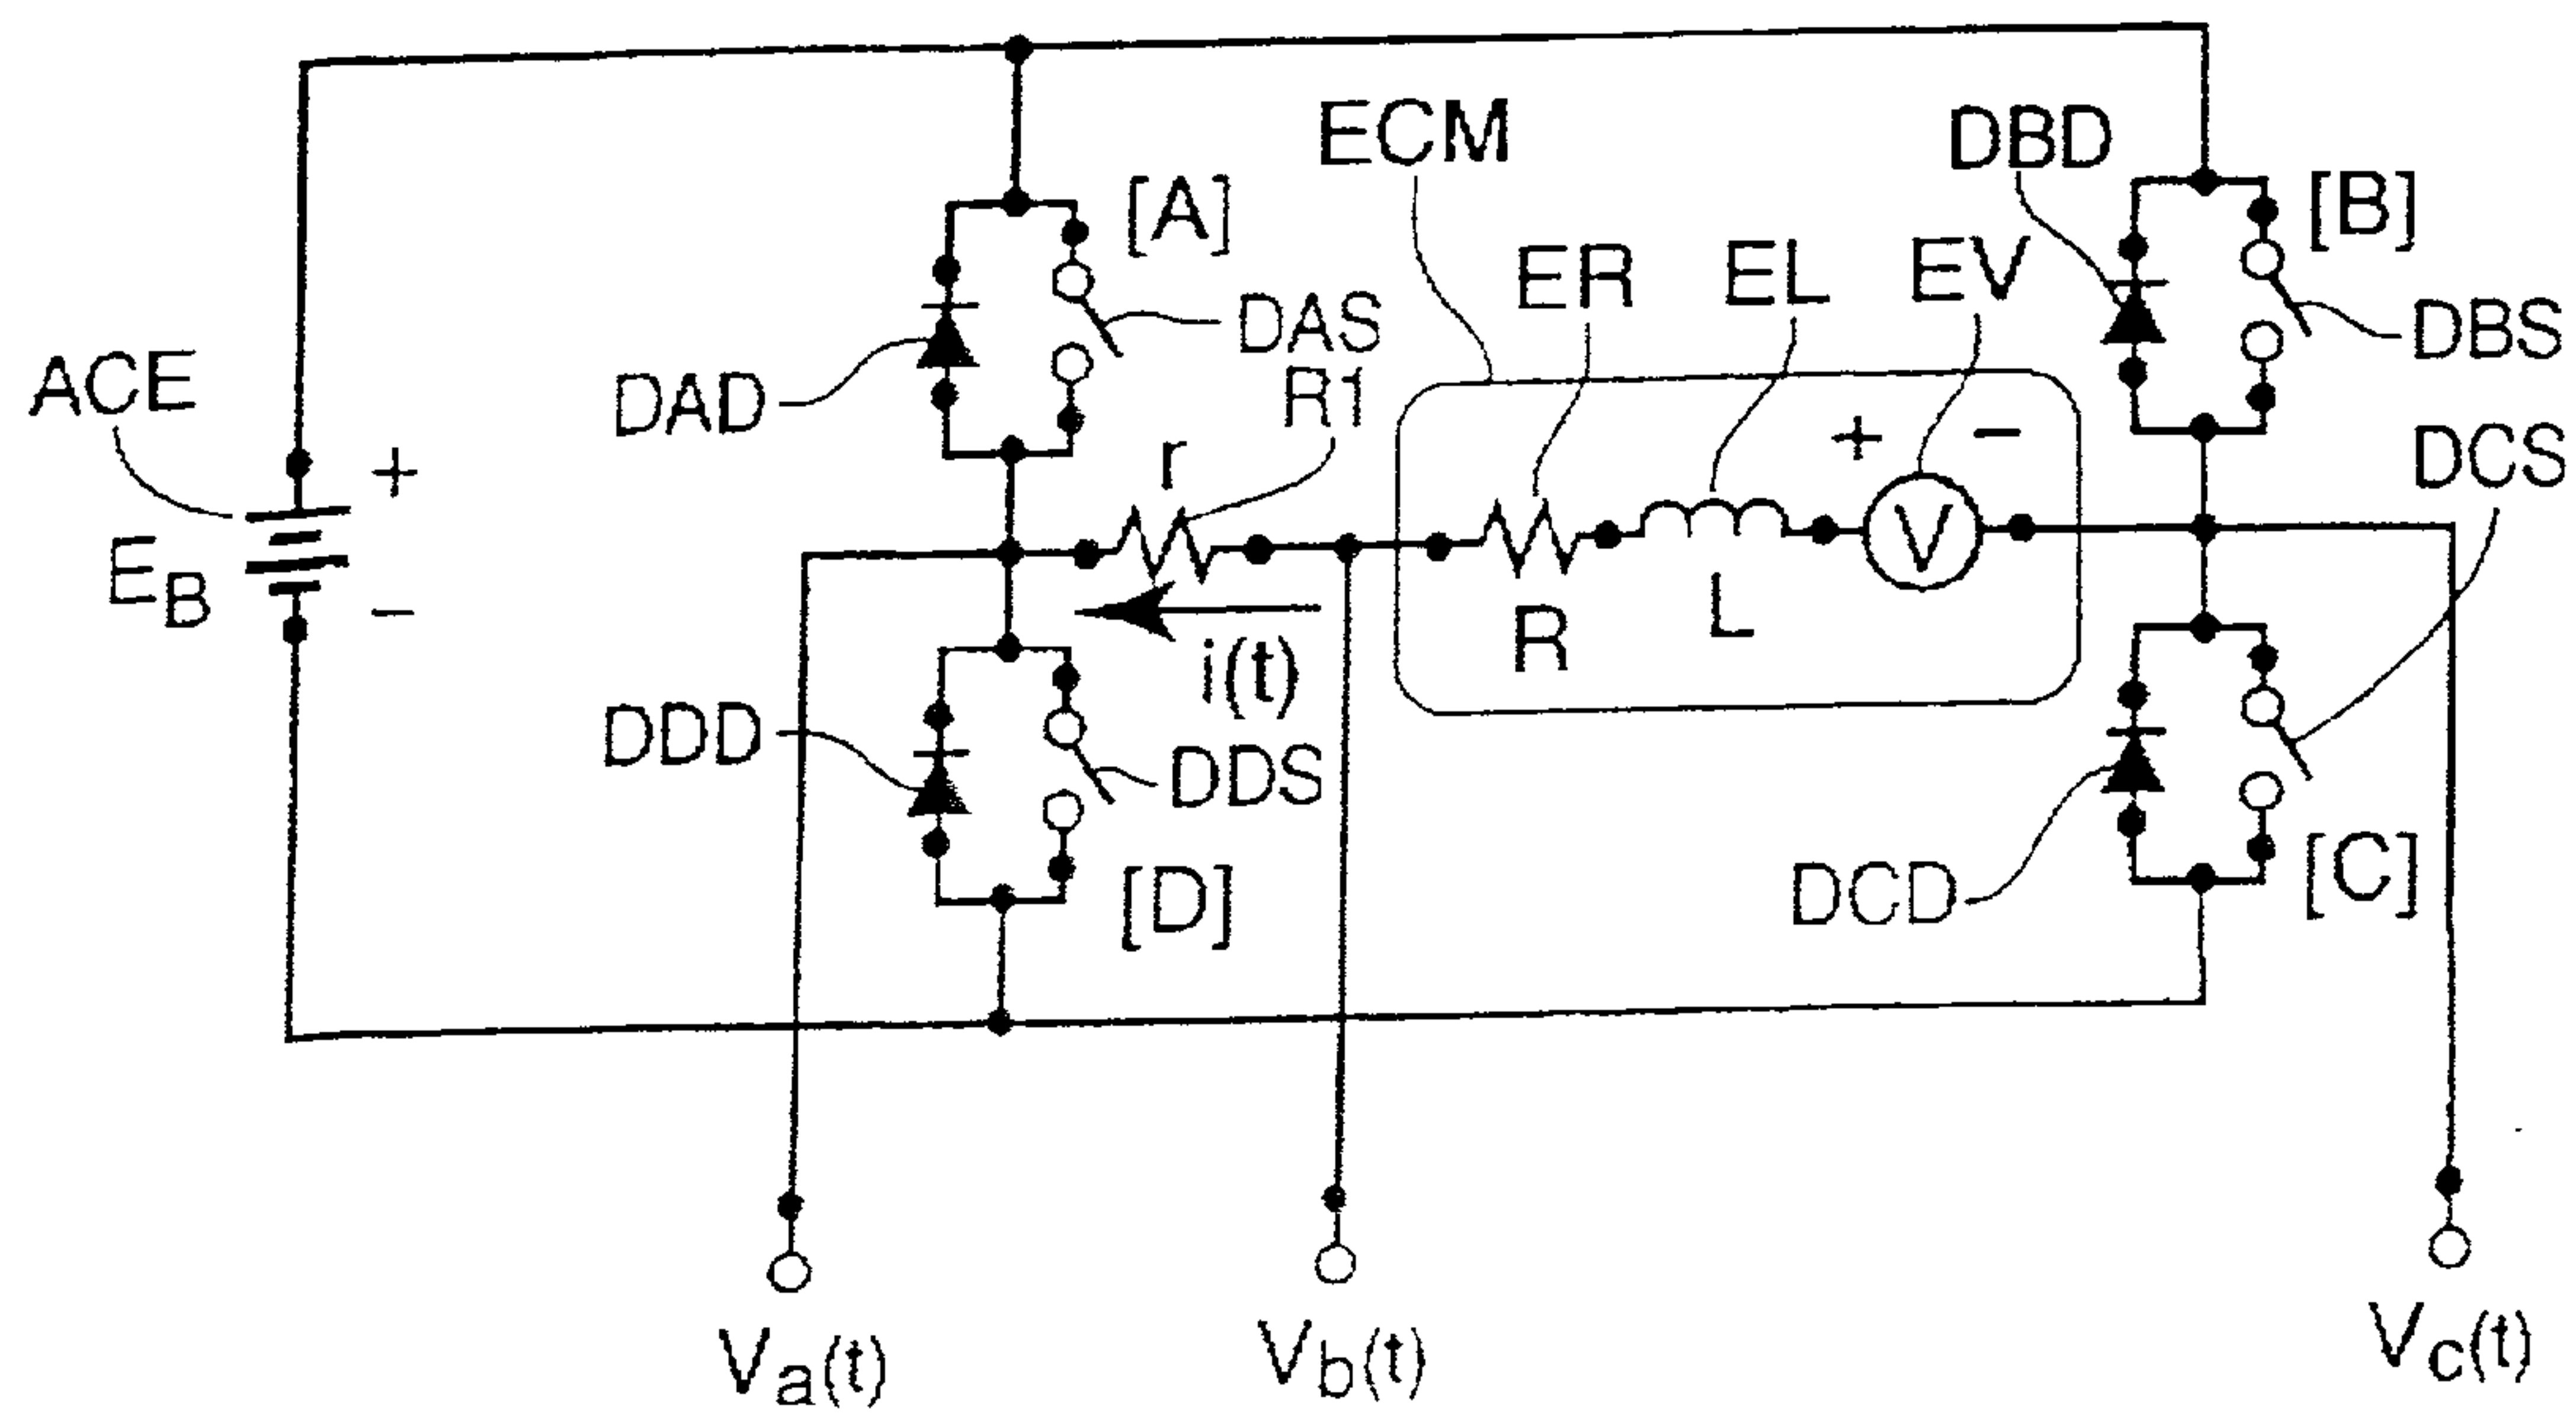 ECM
DBD
[A]
[B]
ER
EL
EV
DAS
DBS
ACE
DAD
R1
+
r
+ −
DCS
V
E_B
−
R
L
i(t)
DDD
DDS
[D]
DCD
[C]
V_a(t)
V_b(t)
V_c(t)